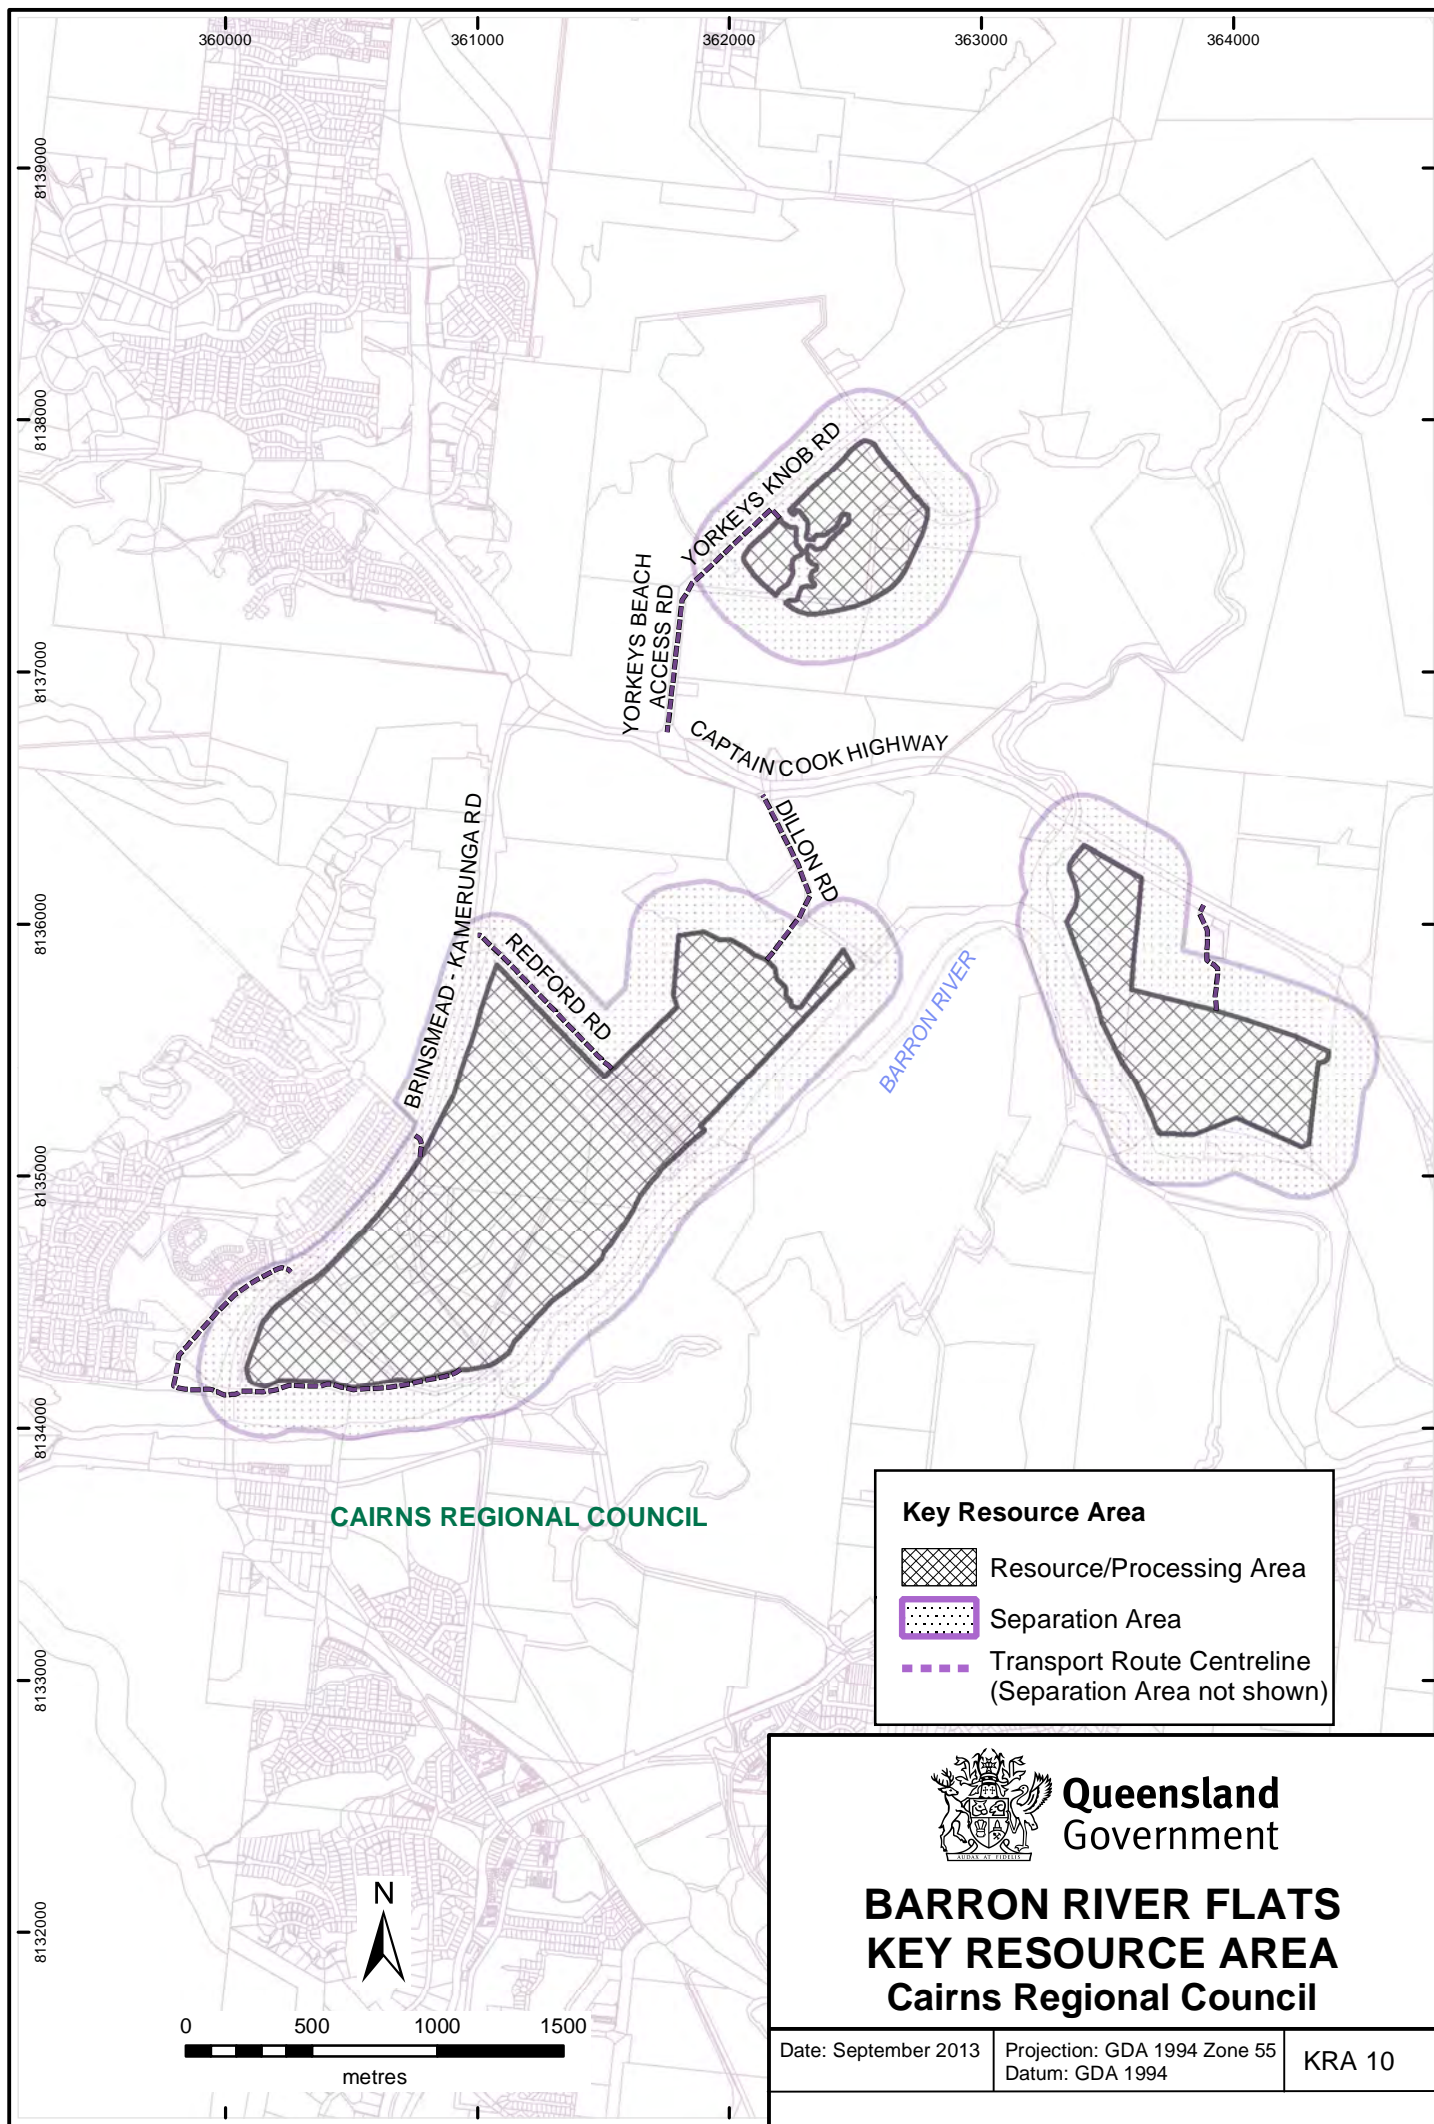 360000
361000
362000
363000
364000
8139000
8138000
8137000
8136000
8135000
8134000
8133000
8132000
YORKEYS KNOB RD
YORKEYS BEACH
ACCESS RD
CAPTAIN COOK HIGHWAY
DILLON RD
BRINSMEAD - KAMERUNGA RD
REDFORD RD
BARRON RIVER
CAIRNS REGIONAL COUNCIL
Key Resource Area
Resource/Processing Area
Separation Area
Transport Route Centreline
(Separation Area not shown)
AUDAX AT FIDELIS
Queensland
Government
BARRON RIVER FLATS
KEY RESOURCE AREA
Cairns Regional Council
Date: September 2013
Projection: GDA 1994 Zone 55
Datum: GDA 1994
KRA 10
N
0 500 1000 1500
metres